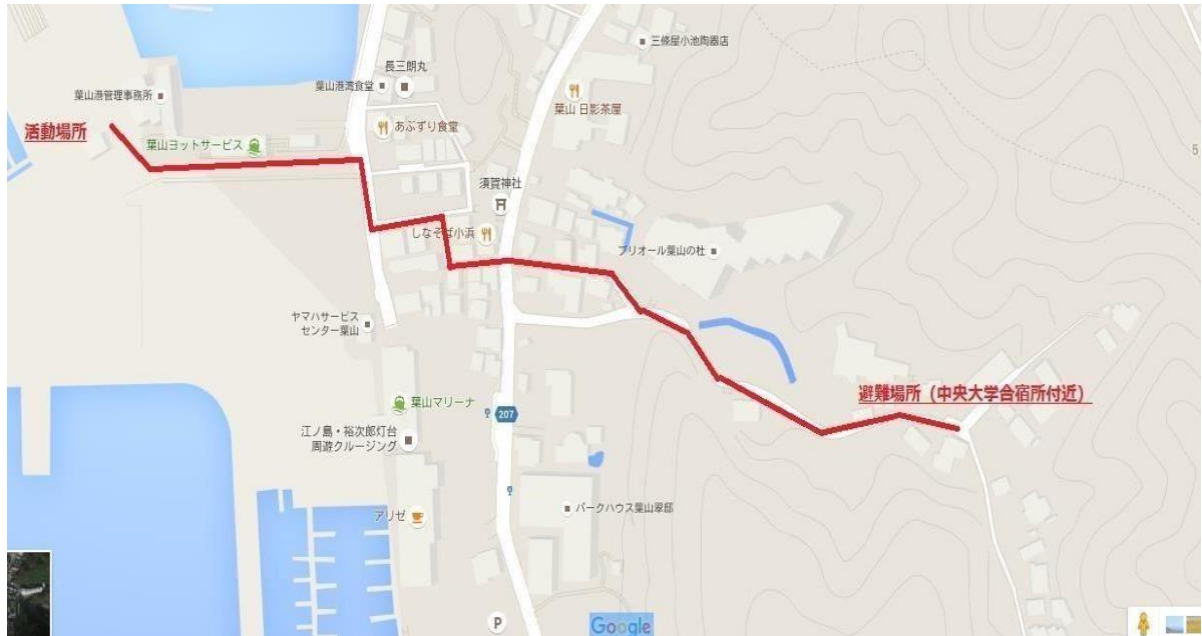 三條屋小池陶器店
長三朗丸
葉山港湾食堂
葉山港管理事務所
葉山 日影茶屋
活動場所
あぶずり食堂
葉山ヨットサービス
5
須賀神社
しなそば小浜
ブリオール葉山の杜
ヤマハサービス
センター葉山
避難場所（中央大学合宿所付近）
葉山マリーナ
207
江ノ島・裕次郎灯台
周遊クルージング
パークハウス葉山翠邸
アリゼ
P
Google